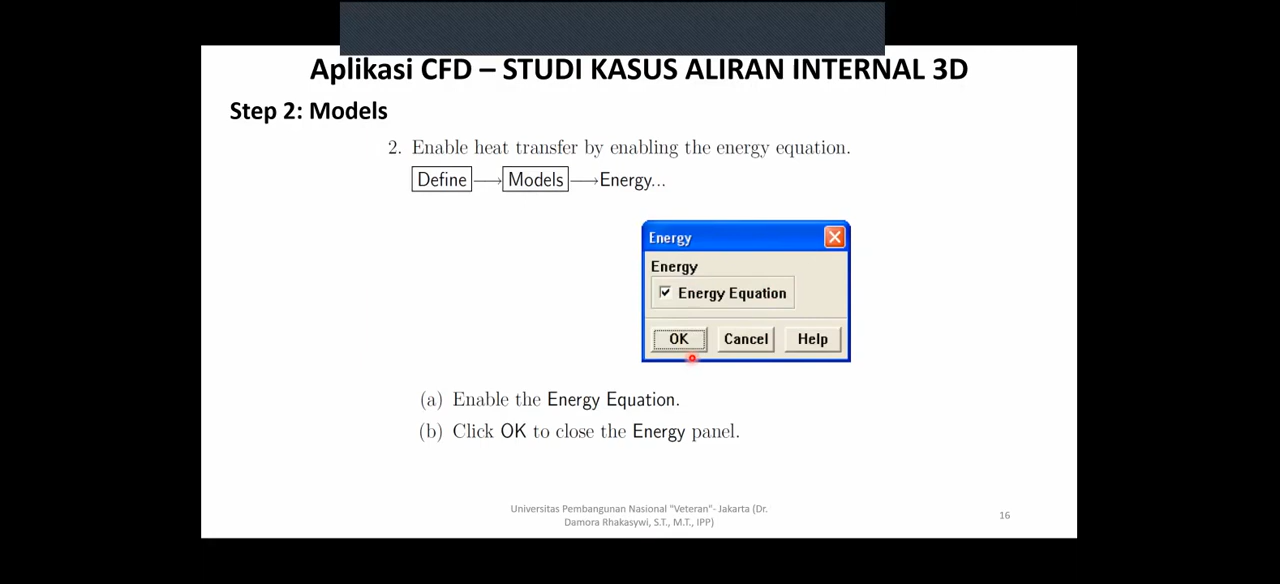 Aplikasi CFD – STUDI KASUS ALIRAN INTERNAL 3D
Step 2: Models
2. Enable heat transfer by enabling the energy equation.
Define → Models → Energy...
Energy
Energy
Energy Equation
OK Cancel Help
(a) Enable the Energy Equation.
(b) Click OK to close the Energy panel.
Universitas Pembangunan Nasional "Veteran"- Jakarta (Dr.
Damora Rhakasywi, S.T., M.T., IPP)
16